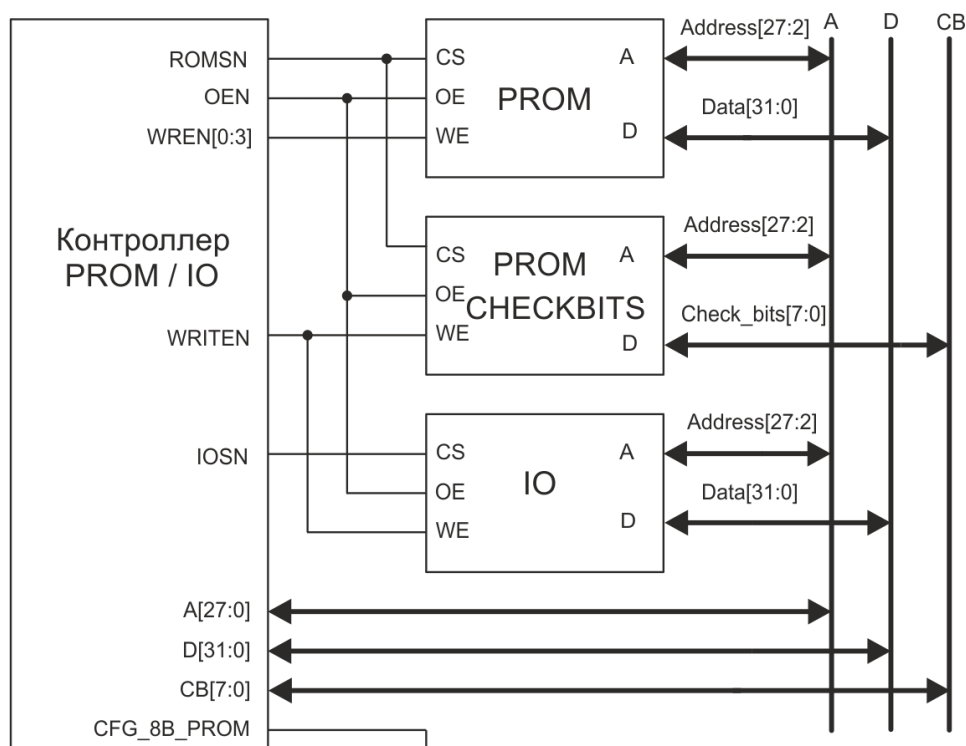 A D CB
ROMSN CS A Address[27:2]
OEN OE PROM
WREN[0:3] WE D Data[31:0]
Контроллер
PROM / IO
CS A Address[27:2]
PROM
OE CHECKBITS
WRITEN WE D Check_bits[7:0]
IOSN CS A Address[27:2]
OE IO
WE D Data[31:0]
A[27:0]
D[31:0]
CB[7:0]
CFG_8B_PROM